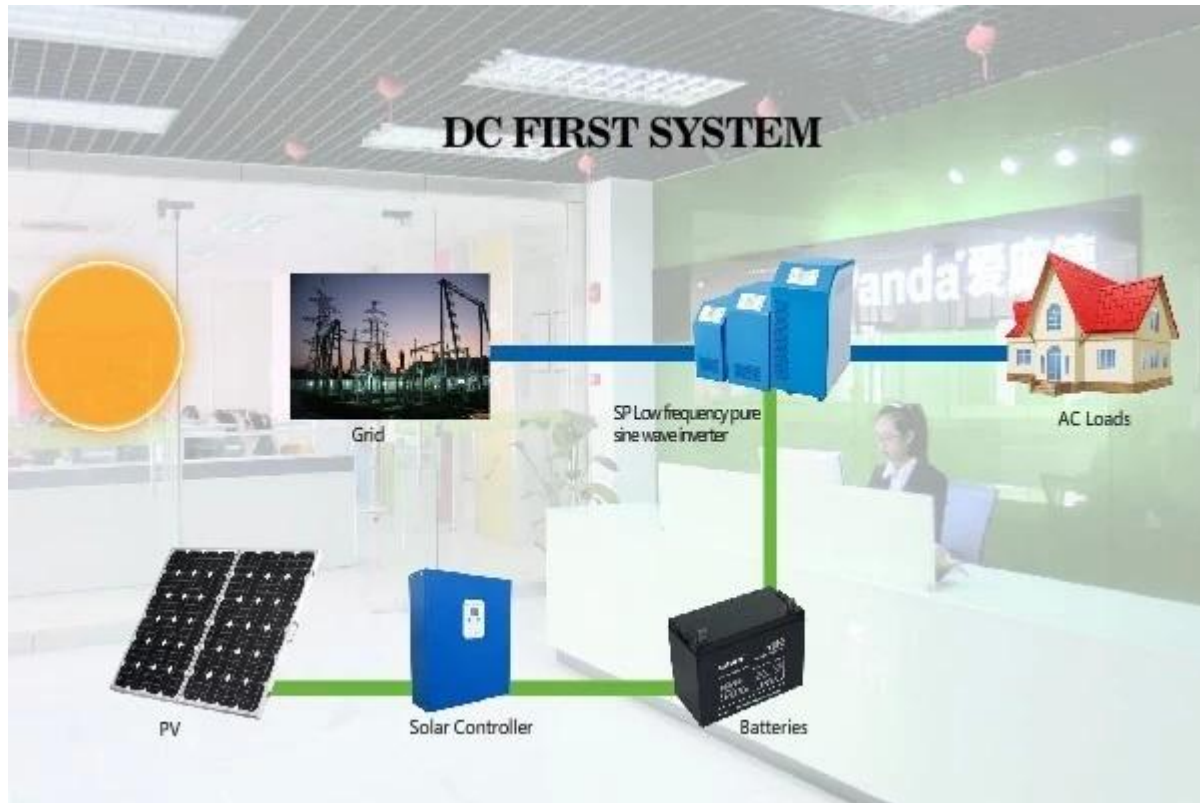 DC FIRST SYSTEM
Grid
SP Low frequency pure
sine wave inverter
AC Loads
PV
Solar Controller
Batteries